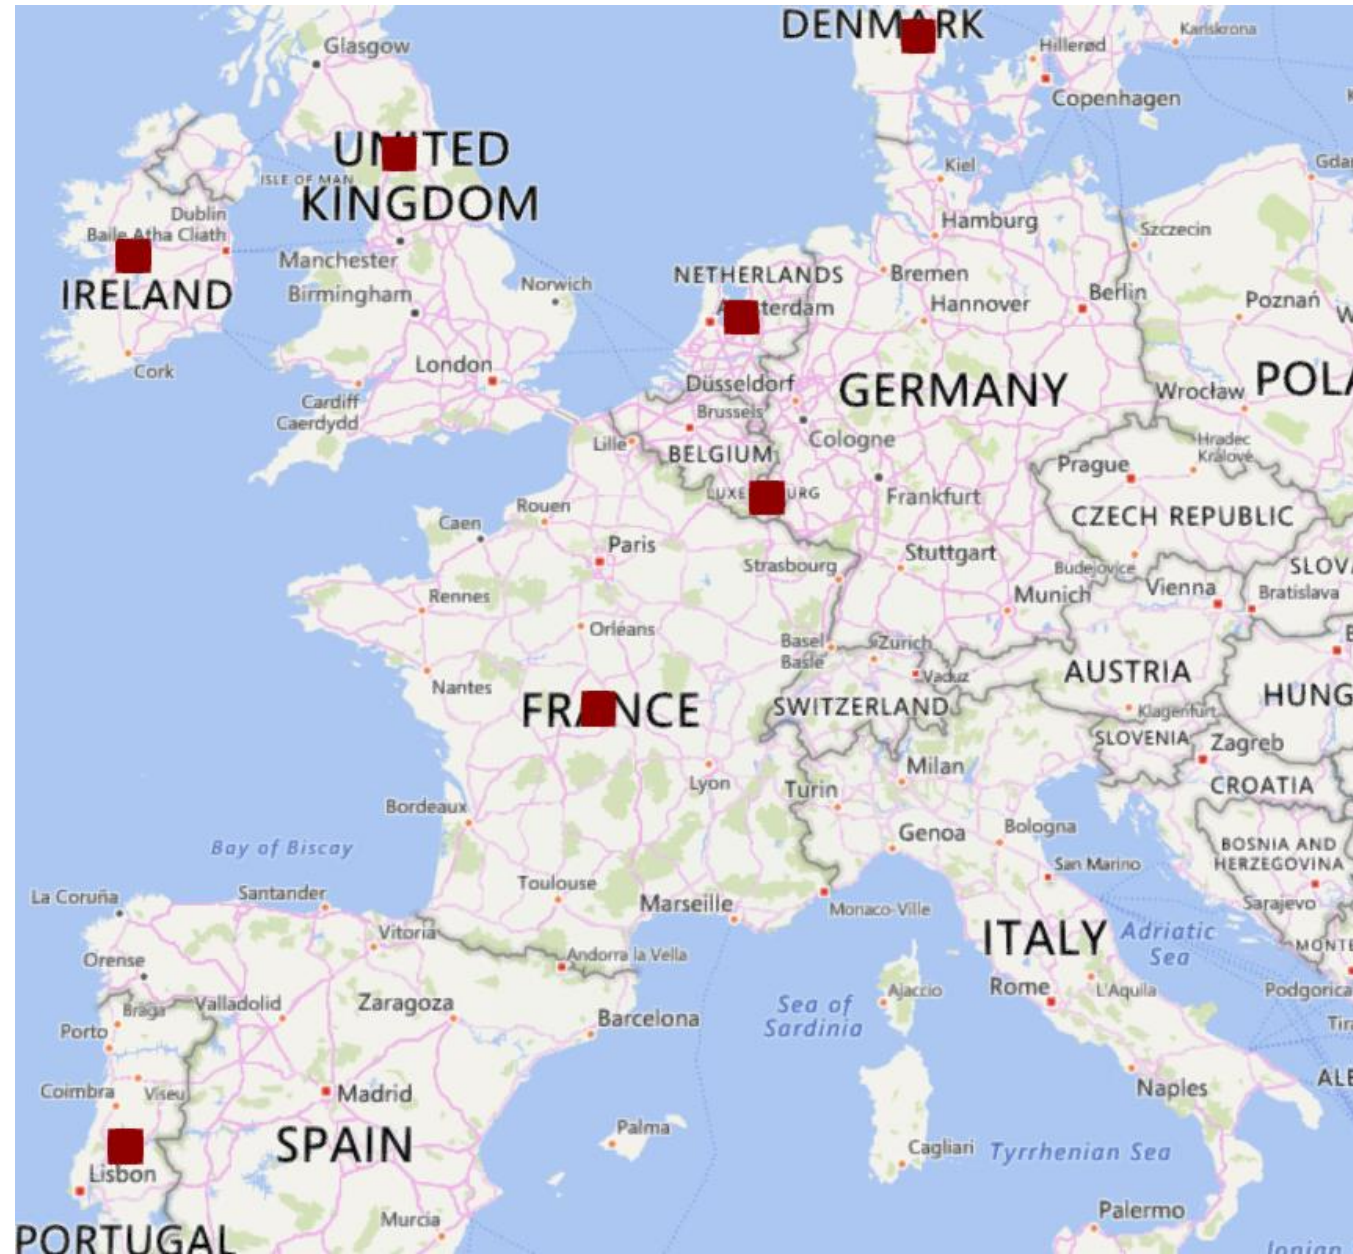 DENMARK
Karlskrona
Glasgow
Hillerød
Copenhagen
UNITED
KINGDOM
ISLE OF MAN
Kiel
Dublin
Baile Atha Cliath
IRELAND
Hamburg
Szczecin
Manchester
Birmingham
Norwich
NETHERLANDS
Bremen
Amsterdam
Hannover
Berlin
Poznań
Cork
London
Düsseldorf
GERMANY
Wrocław
Cardiff
Caerdydd
Brussels
Lille
BELGIUM
Cologne
Prague
Hradec
Králové
Frankfurt
CZECH REPUBLIC
Rouen
Caen
Paris
Strasbourg
Stuttgart
Budejovice
Vienna
Bratislava
Munich
Rennes
Orléans
Basel
Basle
Zurich
Vaduz
AUSTRIA
Nantes
FRANCE
SWITZERLAND
Klagenfurt
SLOVENIA
Zagreb
CROATIA
HUNG
Lyon
Turin
Milan
Bordeaux
Genoa
Bologna
San Marino
BOSNIA AND
HERZEGOVINA
Sarajevo
Bay of Biscay
La Coruña
Santander
Toulouse
Marseille
Monaco-Ville
ITALY
Adriatic
Sea
Vitoria
Orense
Andorra la Vella
Ajaccio
Rome
L'Aquila
Podgorica
Braga
Valladolid
Zaragoza
Barcelona
Sea of
Sardinia
Porto
Coimbra
Viseu
Madrid
Naples
SPAIN
Palma
Cagliari
Tyrrhenian Sea
Lisbon
Palermo
PORTUGAL
Murcia
Ionian